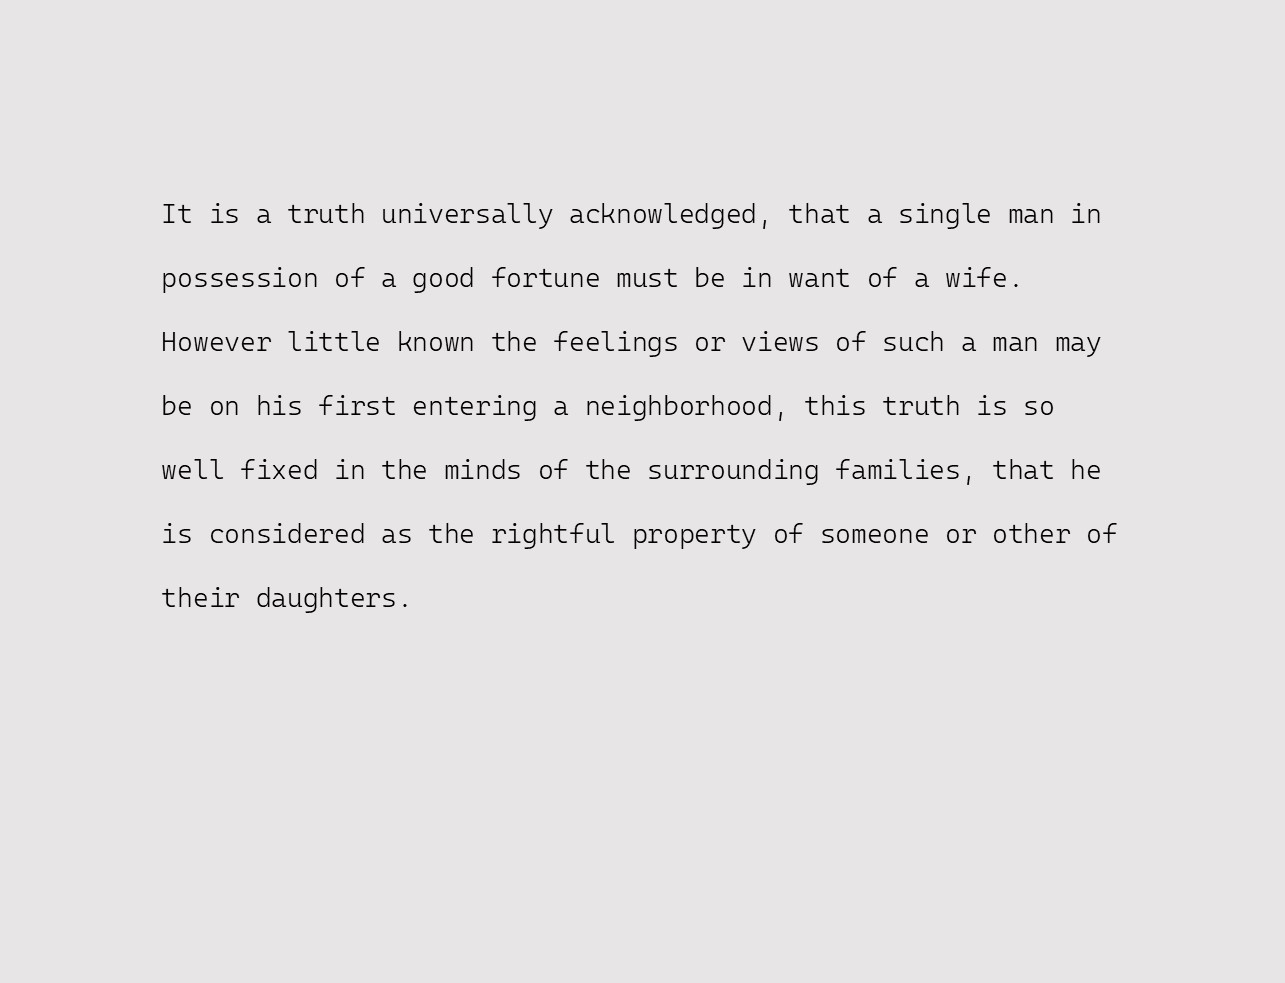 It is a truth universally acknowledged, that a single man in
possession of a good fortune must be in want of a wife.
However little known the feelings or views of such a man may
be on his first entering a neighborhood, this truth is so
well fixed in the minds of the surrounding families, that he
is considered as the rightful property of someone or other of
their daughters.